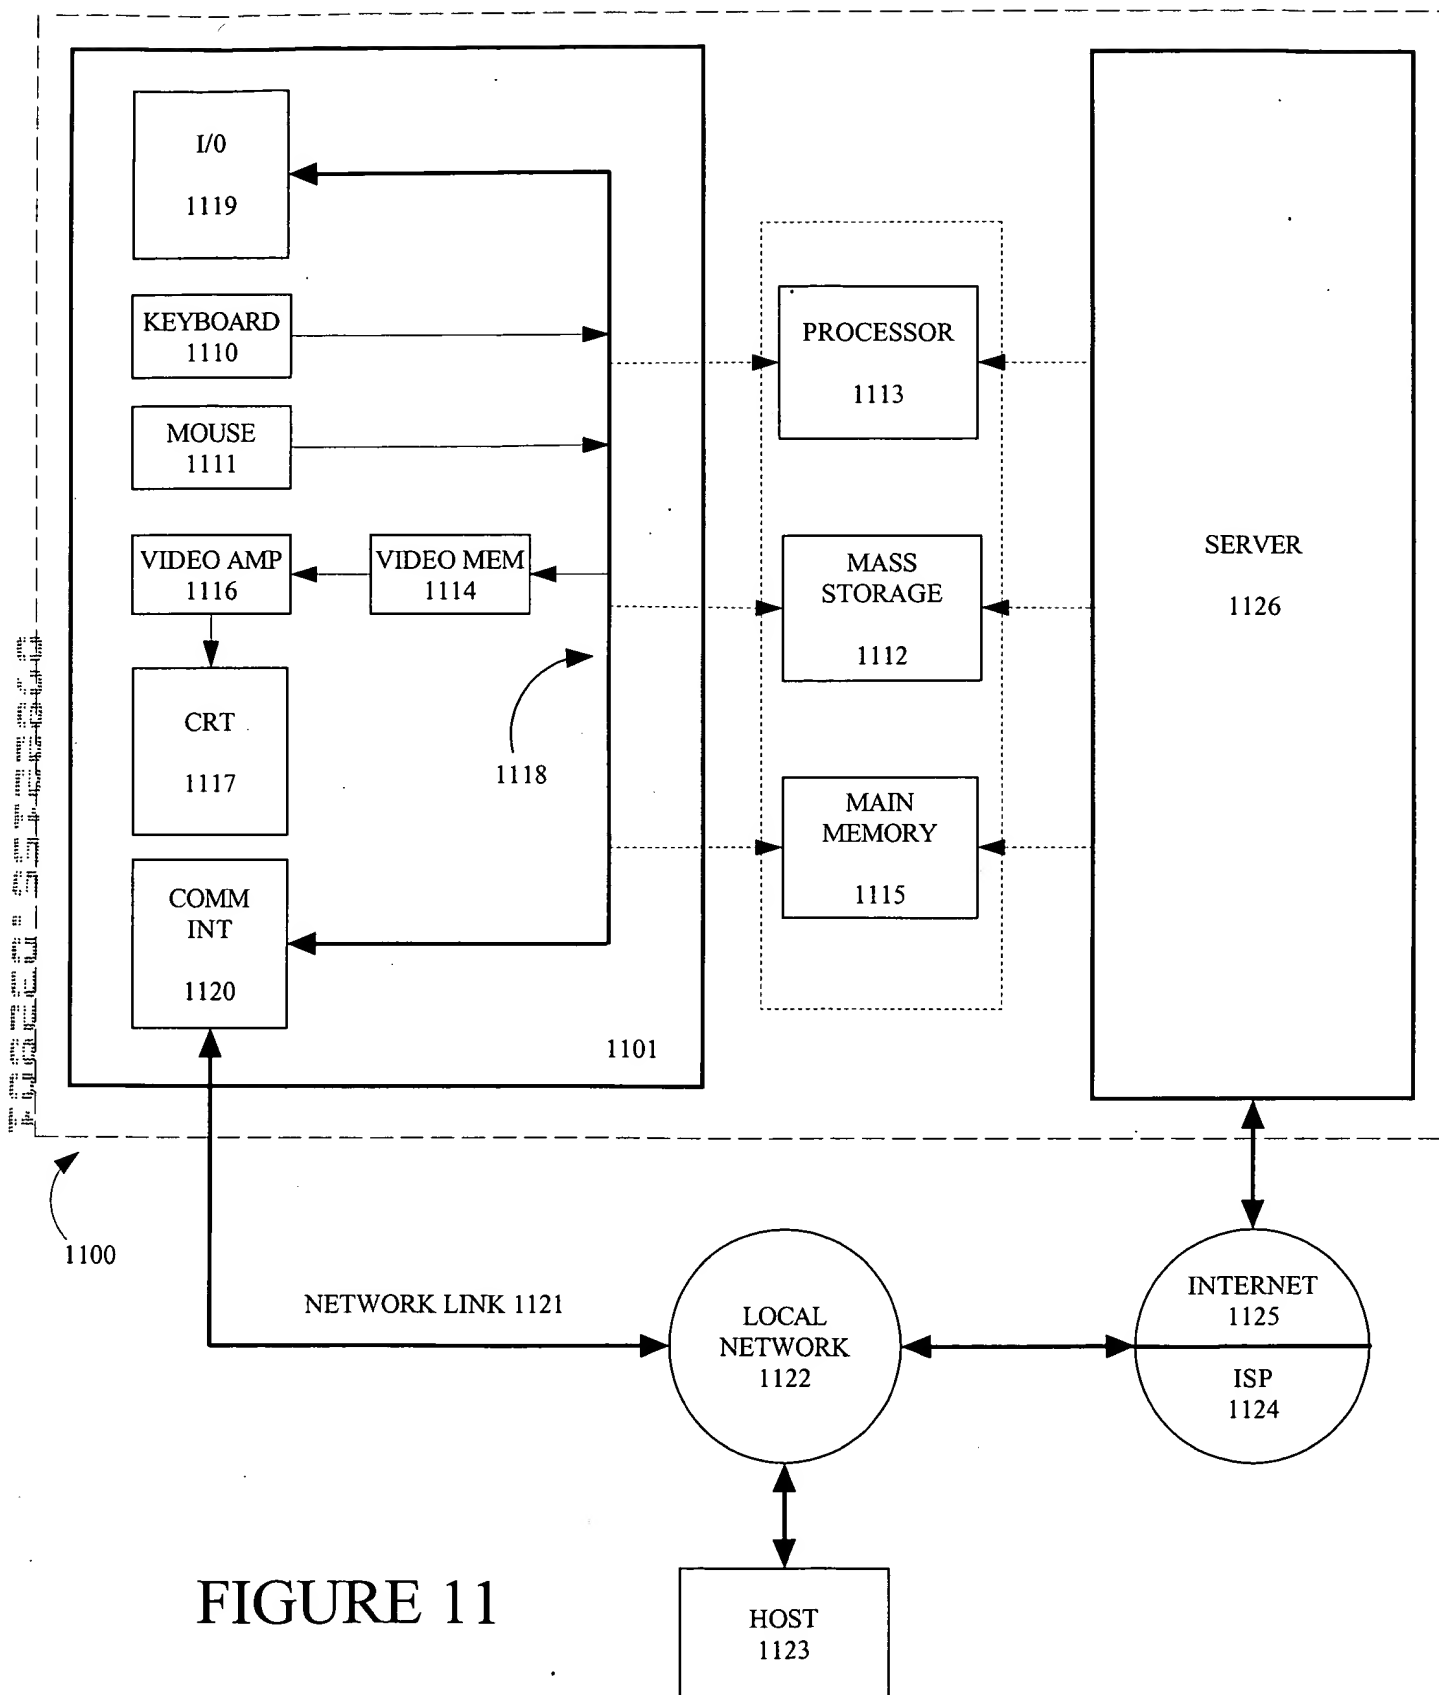 I/0
1119
KEYBOARD
1110
MOUSE
1111
VIDEO AMP
1116
VIDEO MEM
1114
CRT
1117
1118
COMM
INT
1120
1101
PROCESSOR
1113
MASS
STORAGE
1112
MAIN
MEMORY
1115
SERVER
1126
1100
NETWORK LINK 1121
LOCAL
NETWORK
1122
INTERNET
1125
ISP
1124
HOST
1123
FIGURE 11